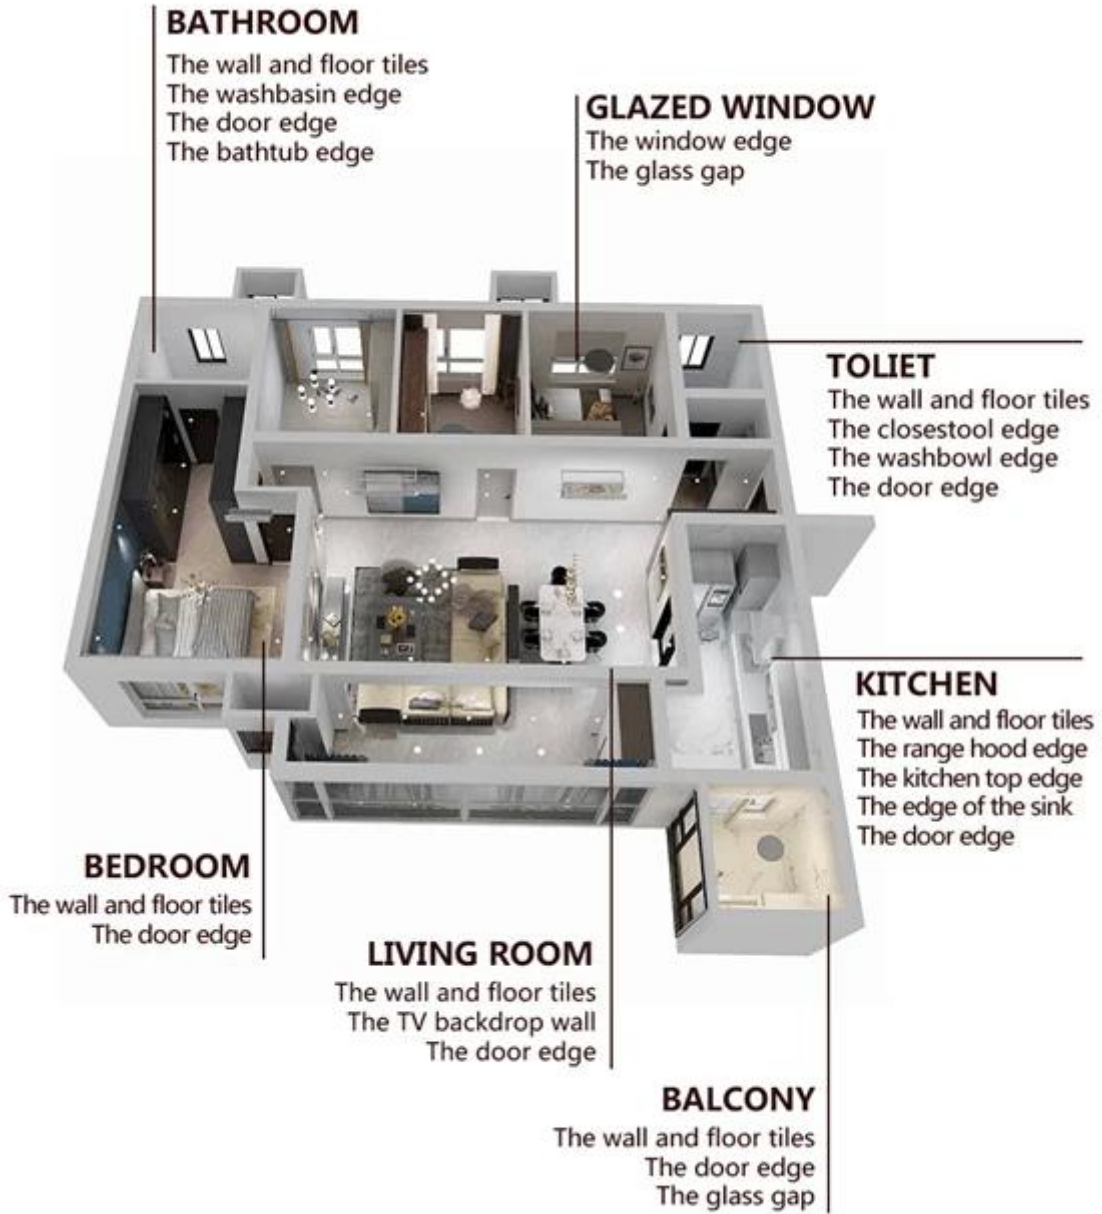 BATHROOM
The wall and floor tiles
The washbasin edge
The door edge
The bathtub edge
GLAZED WINDOW
The window edge
The glass gap
TOLIET
The wall and floor tiles
The closestool edge
The washbowl edge
The door edge
KITCHEN
The wall and floor tiles
The range hood edge
The kitchen top edge
The edge of the sink
The door edge
BEDROOM
The wall and floor tiles
The door edge
LIVING ROOM
The wall and floor tiles
The TV backdrop wall
The door edge
BALCONY
The wall and floor tiles
The door edge
The glass gap